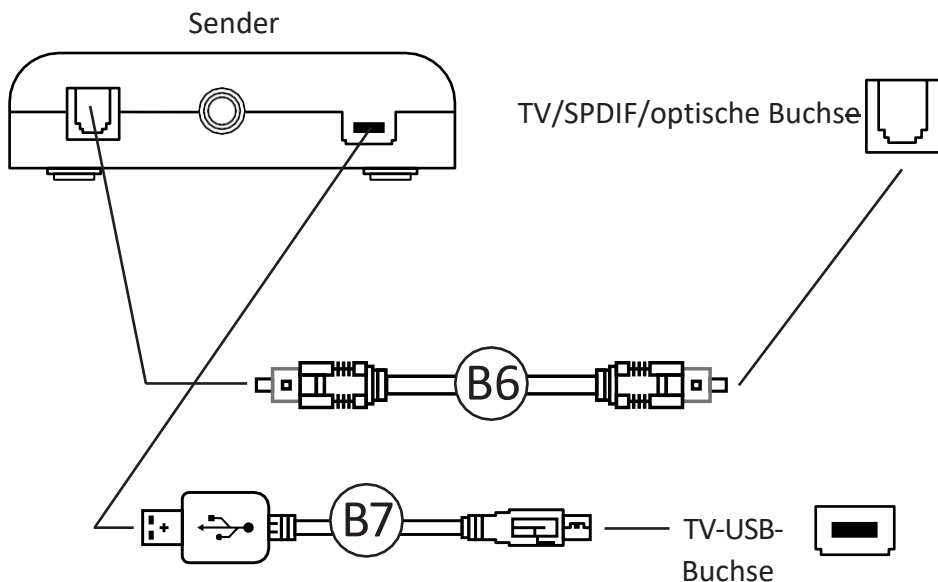 Sender
TV/SPDIF/optische Buchse
B6
B7
TV-USB-
Buchse